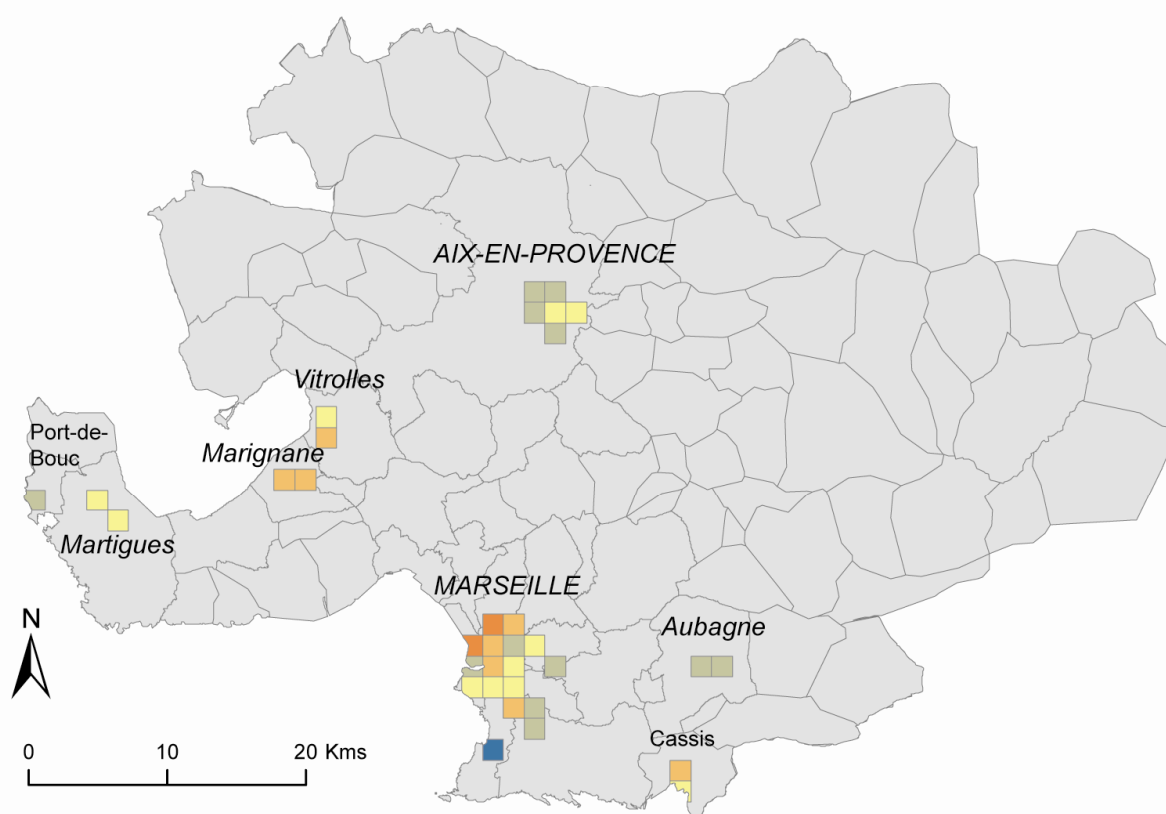 AIX-EN-PROVENCE
Vitrolles
Port-de-
Bouc
Marignane
Martigues
MARSEILLE
N
Aubagne
Cassis
0 10 20 Kms